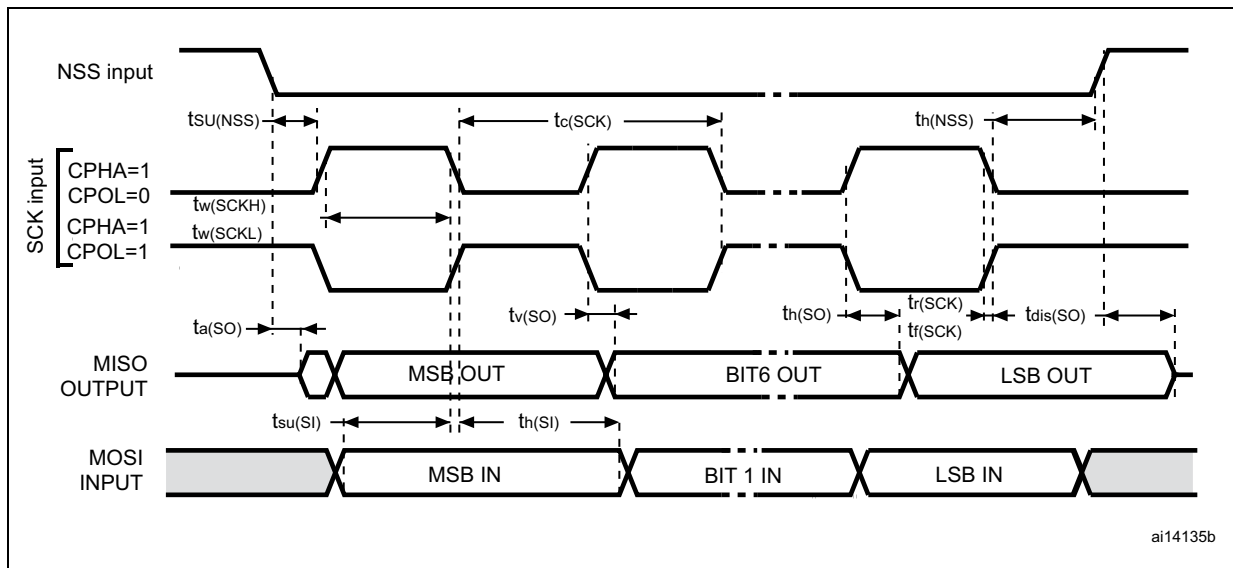 NSS input
tSU(NSS)
tc(SCK)
th(NSS)
SCK input
CPHA=1
CPOL=0
tw(SCKH)
CPHA=1
tw(SCKL)
CPOL=1
ta(SO)
tv(SO)
th(SO)
tr(SCK)
tf(SCK)
tdis(SO)
MISO
OUTPUT
MSB OUT
BIT6 OUT
LSB OUT
tsu(SI)
th(SI)
MOSI
INPUT
MSB IN
BIT 1 IN
LSB IN
ai14135b